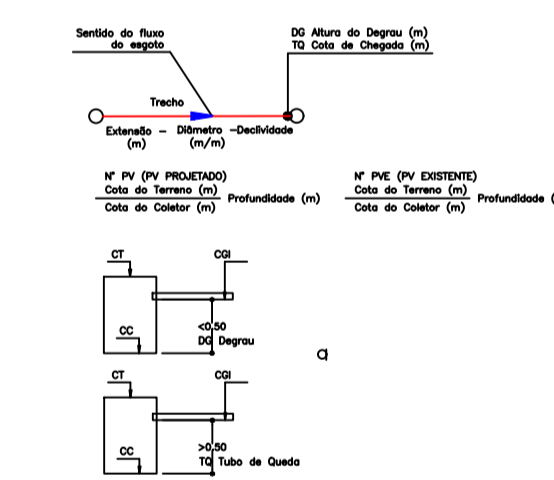 Sentido do fluxo
do esgoto
DG Altura do Degrau (m)
TQ Cota de Chegada (m)
Trecho
Extensão – Diâmetro –Declividade
(m) (m/m)
N° PV (PV PROJETADO)
Cota do Terreno (m)
Cota do Coletor (m)
Profundidade (m)
N° PVE (PV EXISTENTE)
Cota do Terreno (m)
Cota do Coletor (m)
Profundidade (
CT CGI
CC
<0,50
DG Degrau
q
CT CGI
CC
>0,50
TQ Tubo de Queda